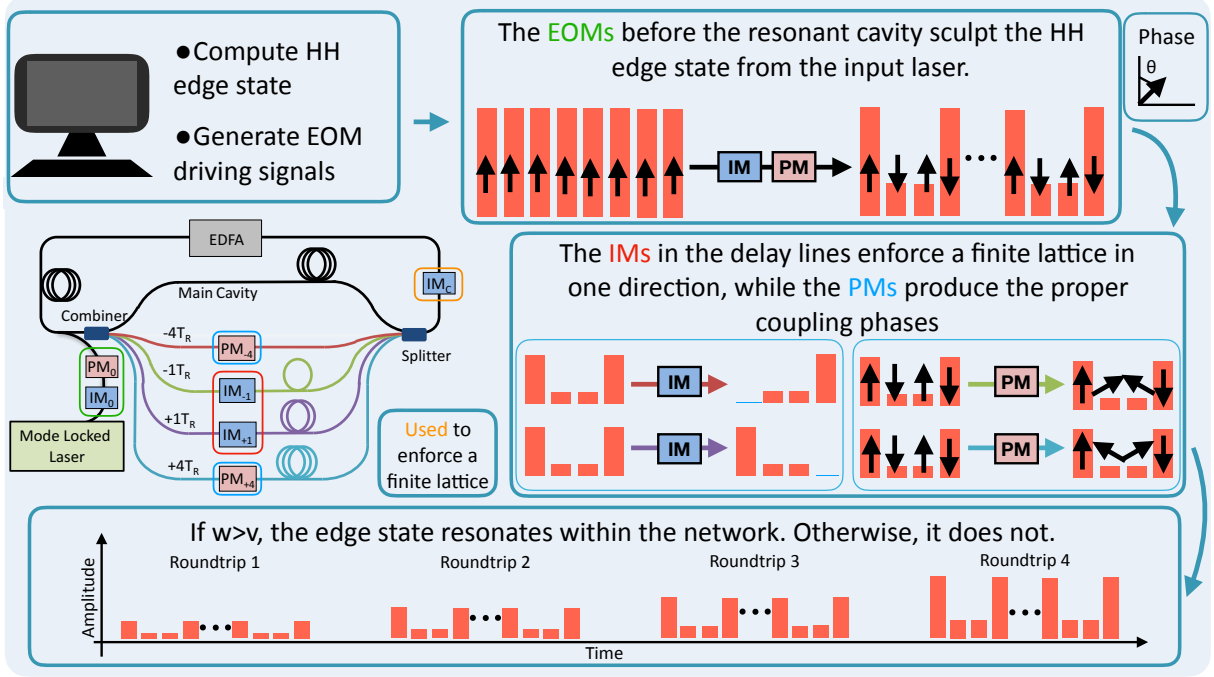 ●Compute HH
edge state
●Generate EOM
driving signals
The EOMs before the resonant cavity sculpt the HH
edge state from the input laser.
IM
PM
Phase
θ
EDFA
Main Cavity
IM_C
Combiner
Splitter
-4T_R
PM_-4
-1T_R
IM_-1
+1T_R
IM_+1
+4T_R
PM_+4
PM_0
IM_0
Mode Locked
Laser
Used to
enforce a
finite lattice
The IMs in the delay lines enforce a finite lattice in
one direction, while the PMs produce the proper
coupling phases
IM
IM
PM
PM
If w>v, the edge state resonates within the network. Otherwise, it does not.
Roundtrip 1
Roundtrip 2
Roundtrip 3
Roundtrip 4
Amplitude
Time